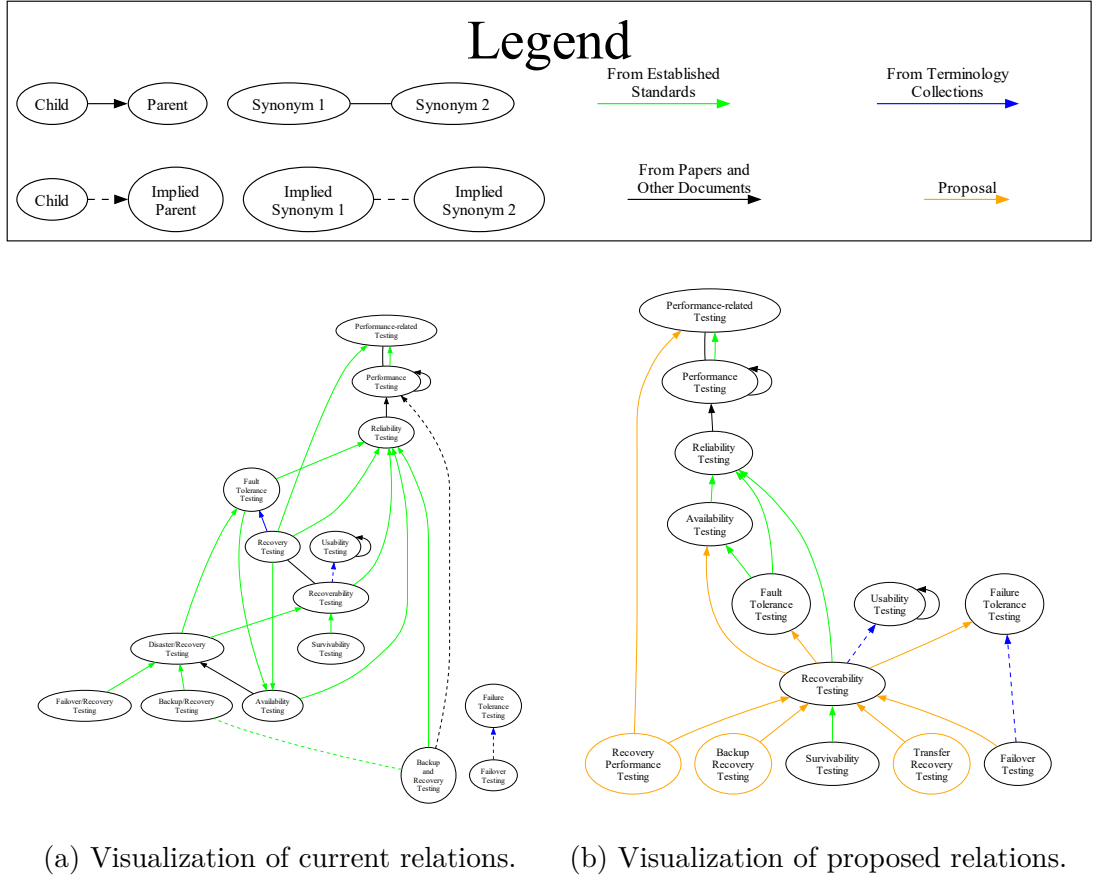 Legend
Child
Parent
Synonym 1
Synonym 2
From Established
Standards
From Terminology
Collections
Child
Implied
Parent
Implied
Synonym 1
Implied
Synonym 2
From Papers and
Other Documents
Proposal
Performance-related
Testing
Performance
Testing
Reliability
Testing
Fault
Tolerance
Testing
Recovery
Testing
Usability
Testing
Recoverability
Testing
Disaster/Recovery
Testing
Survivability
Testing
Failover/Recovery
Testing
Backup/Recovery
Testing
Availability
Testing
Failure
Tolerance
Testing
Backup
and
Recovery
Testing
Failover
Testing
(a) Visualization of current relations.
Performance-related
Testing
Performance
Testing
Reliability
Testing
Availability
Testing
Fault
Tolerance
Testing
Usability
Testing
Failure
Tolerance
Testing
Recoverability
Testing
Recovery
Performance
Testing
Backup
Recovery
Testing
Survivability
Testing
Transfer
Recovery
Testing
Failover
Testing
(b) Visualization of proposed relations.